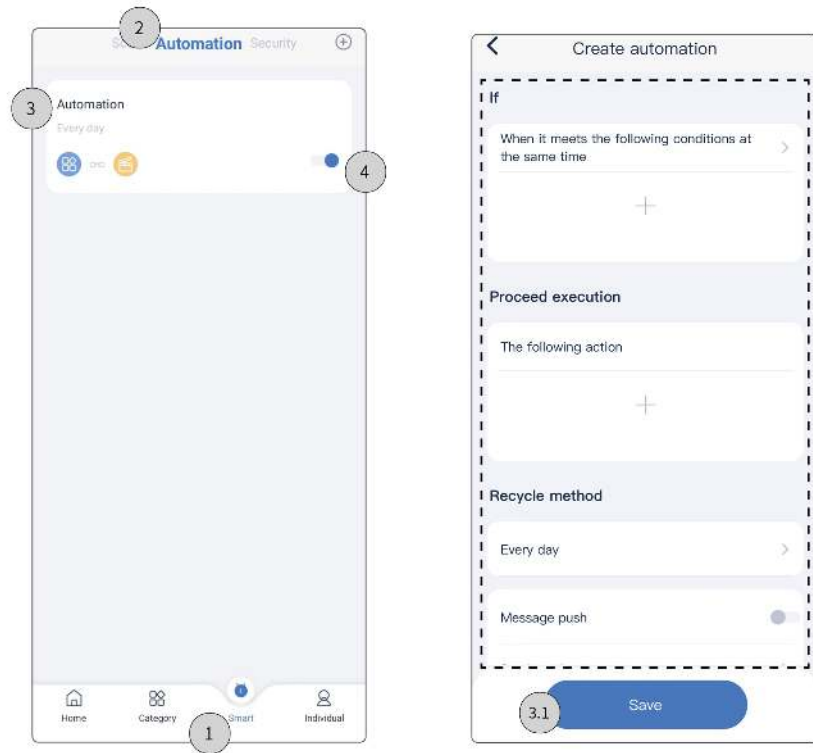 2
Automation Security
3
Automation
Every day
4
Home
Category
Smart
Individual
1
Create automation
If
When it meets the following conditions at
the same time
Proceed execution
The following action
Recycle method
Every day
Message push
3.1
Save